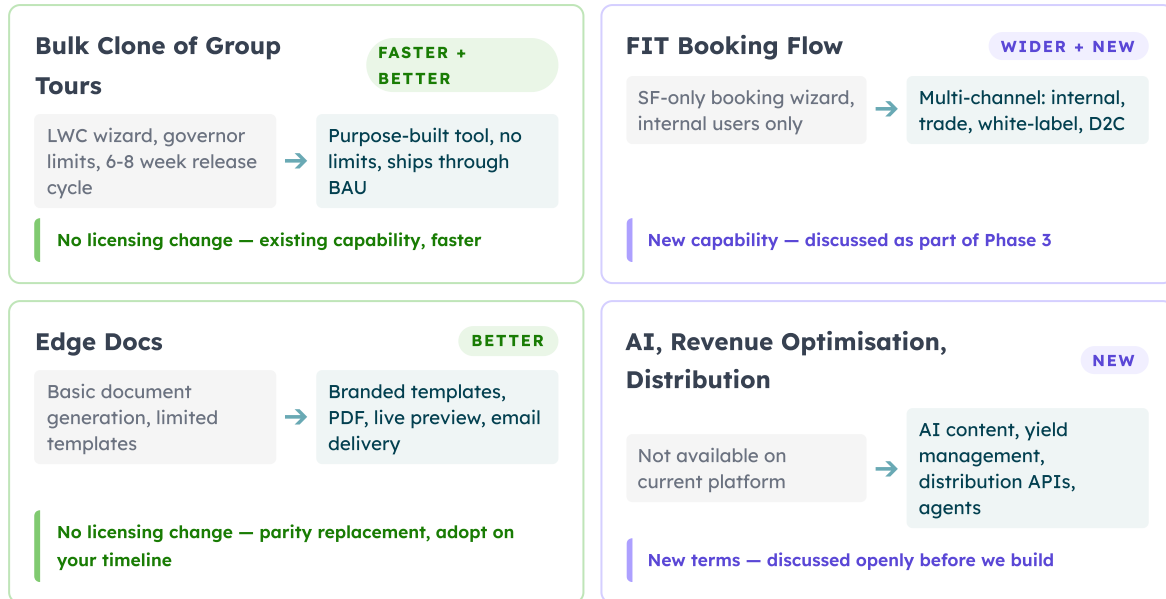 Bulk Clone of Group
Tours
FASTER +
BETTER
LWC wizard, governor
limits, 6-8 week release
cycle
→
Purpose-built tool, no
limits, ships through
BAU
No licensing change — existing capability, faster
FIT Booking Flow
WIDER + NEW
SF-only booking wizard,
internal users only
→
Multi-channel: internal,
trade, white-label, D2C
New capability — discussed as part of Phase 3
Edge Docs
BETTER
Basic document
generation, limited
templates
→
Branded templates,
PDF, live preview, email
delivery
No licensing change — parity replacement, adopt on
your timeline
AI, Revenue Optimisation,
Distribution
NEW
Not available on
current platform
→
AI content, yield
management,
distribution APIs,
agents
New terms — discussed openly before we build